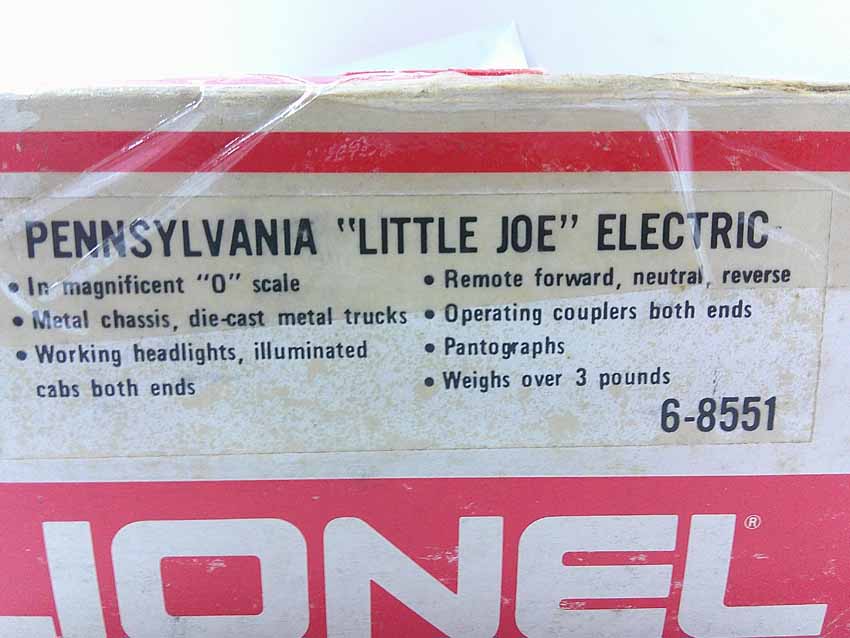 PENNSYLVANIA "LITTLE JOE" ELECTRIC
• In magnificent "O" scale
• Metal chassis, die-cast metal trucks
• Working headlights, illuminated
cabs both ends
• Remote forward, neutral, reverse
• Operating couplers both ends
• Pantographs
• Weighs over 3 pounds
6-8551
LIONEL®